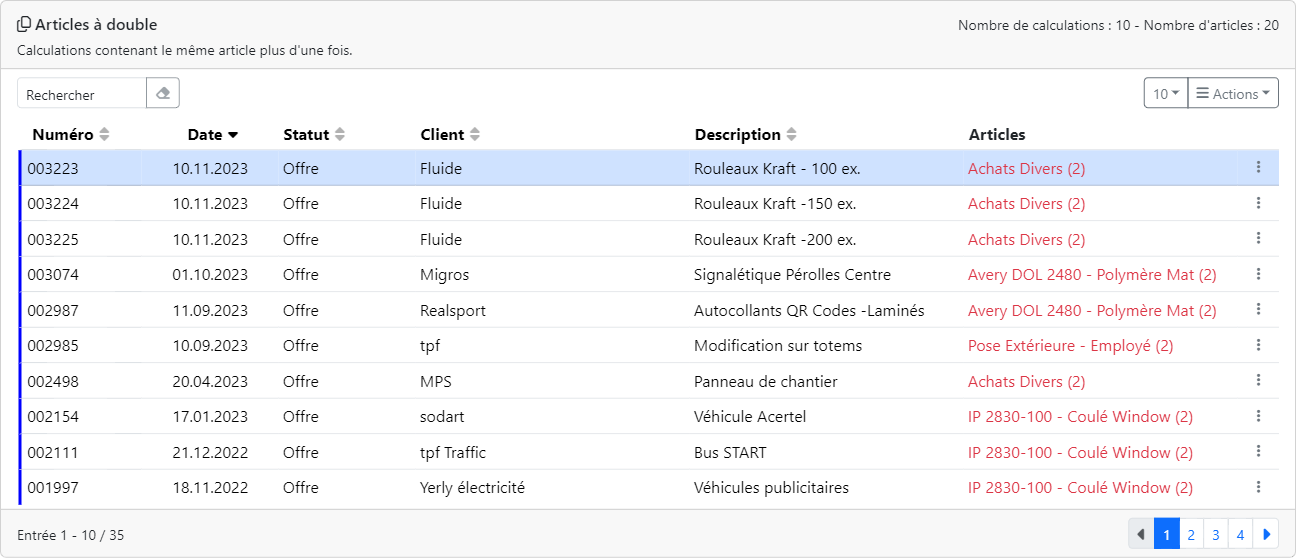 Articles à double
Nombre de calculations : 10 - Nombre d'articles : 20
Calculations contenant le même article plus d'une fois.
Rechercher
10 Actions
Numéro Date Statut Client Description Articles
003223 10.11.2023 Offre Fluide Rouleaux Kraft - 100 ex. Achats Divers (2)
003224 10.11.2023 Offre Fluide Rouleaux Kraft -150 ex. Achats Divers (2)
003225 10.11.2023 Offre Fluide Rouleaux Kraft -200 ex. Achats Divers (2)
003074 01.10.2023 Offre Migros Signalétique Pérolles Centre Avery DOL 2480 - Polymère Mat (2)
002987 11.09.2023 Offre Realsport Autocollants QR Codes -Laminés Avery DOL 2480 - Polymère Mat (2)
002985 10.09.2023 Offre tpf Modification sur totems Pose Extérieure - Employé (2)
002498 20.04.2023 Offre MPS Panneau de chantier Achats Divers (2)
002154 17.01.2023 Offre sodart Véhicule Acertel IP 2830-100 - Coulé Window (2)
002111 21.12.2022 Offre tpf Traffic Bus START IP 2830-100 - Coulé Window (2)
001997 18.11.2022 Offre Yerly électricité Véhicules publicitaires IP 2830-100 - Coulé Window (2)
Entrée 1 - 10 / 35
1 2 3 4